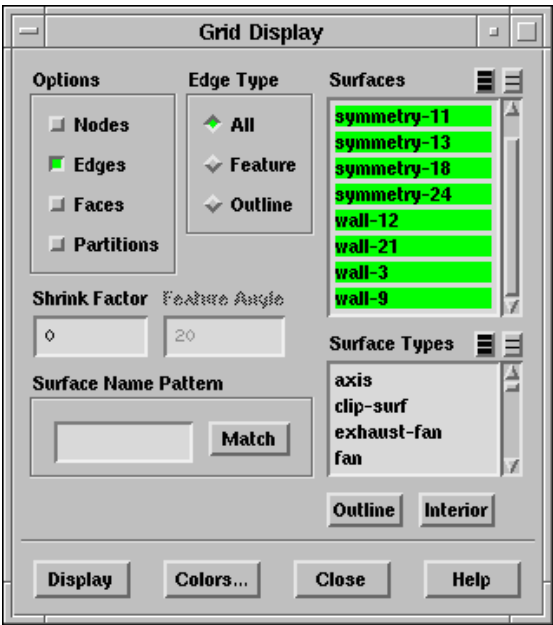 Grid Display
Options
Nodes
Edges
Faces
Partitions
Edge Type
All
Feature
Outline
Surfaces
symmetry-11
symmetry-13
symmetry-18
symmetry-24
wall-12
wall-21
wall-3
wall-9
Shrink Factor
0
Feature Angle
20
Surface Name Pattern
Match
Surface Types
axis
clip-surf
exhaust-fan
fan
Outline
Interior
Display
Colors...
Close
Help